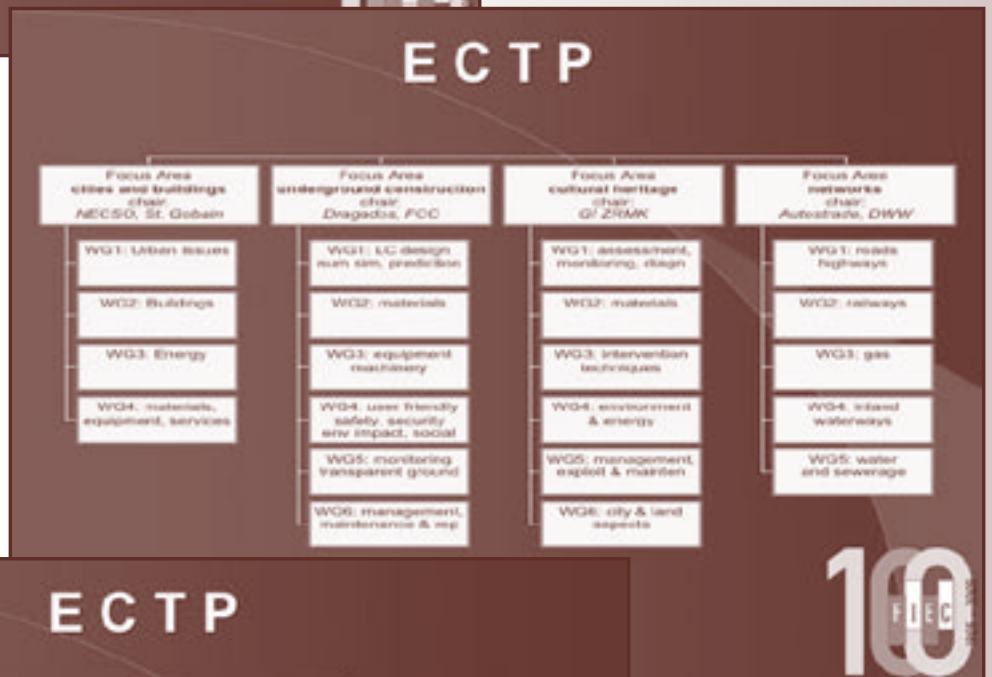 ECTP
Focus Area
cities and buildings
chair:
NECSO, St. Gobain
WG1: Urban issues
WG2: Buildings
WG3: Energy
WG4: materials,
equipment, services
Focus Area
underground construction
chair:
Dragados, FCC
WG1: LC design
num sim, prediction
WG2: materials
WG3: equipment
machinery
WG4: user friendly
safety, security
env impact, social
WG5: monitoring
transparent ground
WG6: management,
maintenance & rep
Focus Area
cultural heritage
chair:
GI ZRMK
WG1: assessment,
monitoring, diagn
WG2: materials
WG3: intervention
techniques
WG4: environment
& energy
WG5: management,
exploit & mainten
WG6: city & land
aspects
Focus Area
networks
chair:
Autostrade, DWW
WG1: roads
highways
WG2: railways
WG3: gas
WG4: inland
waterways
WG5: water
and sewerage
100
FIEC
ECTP